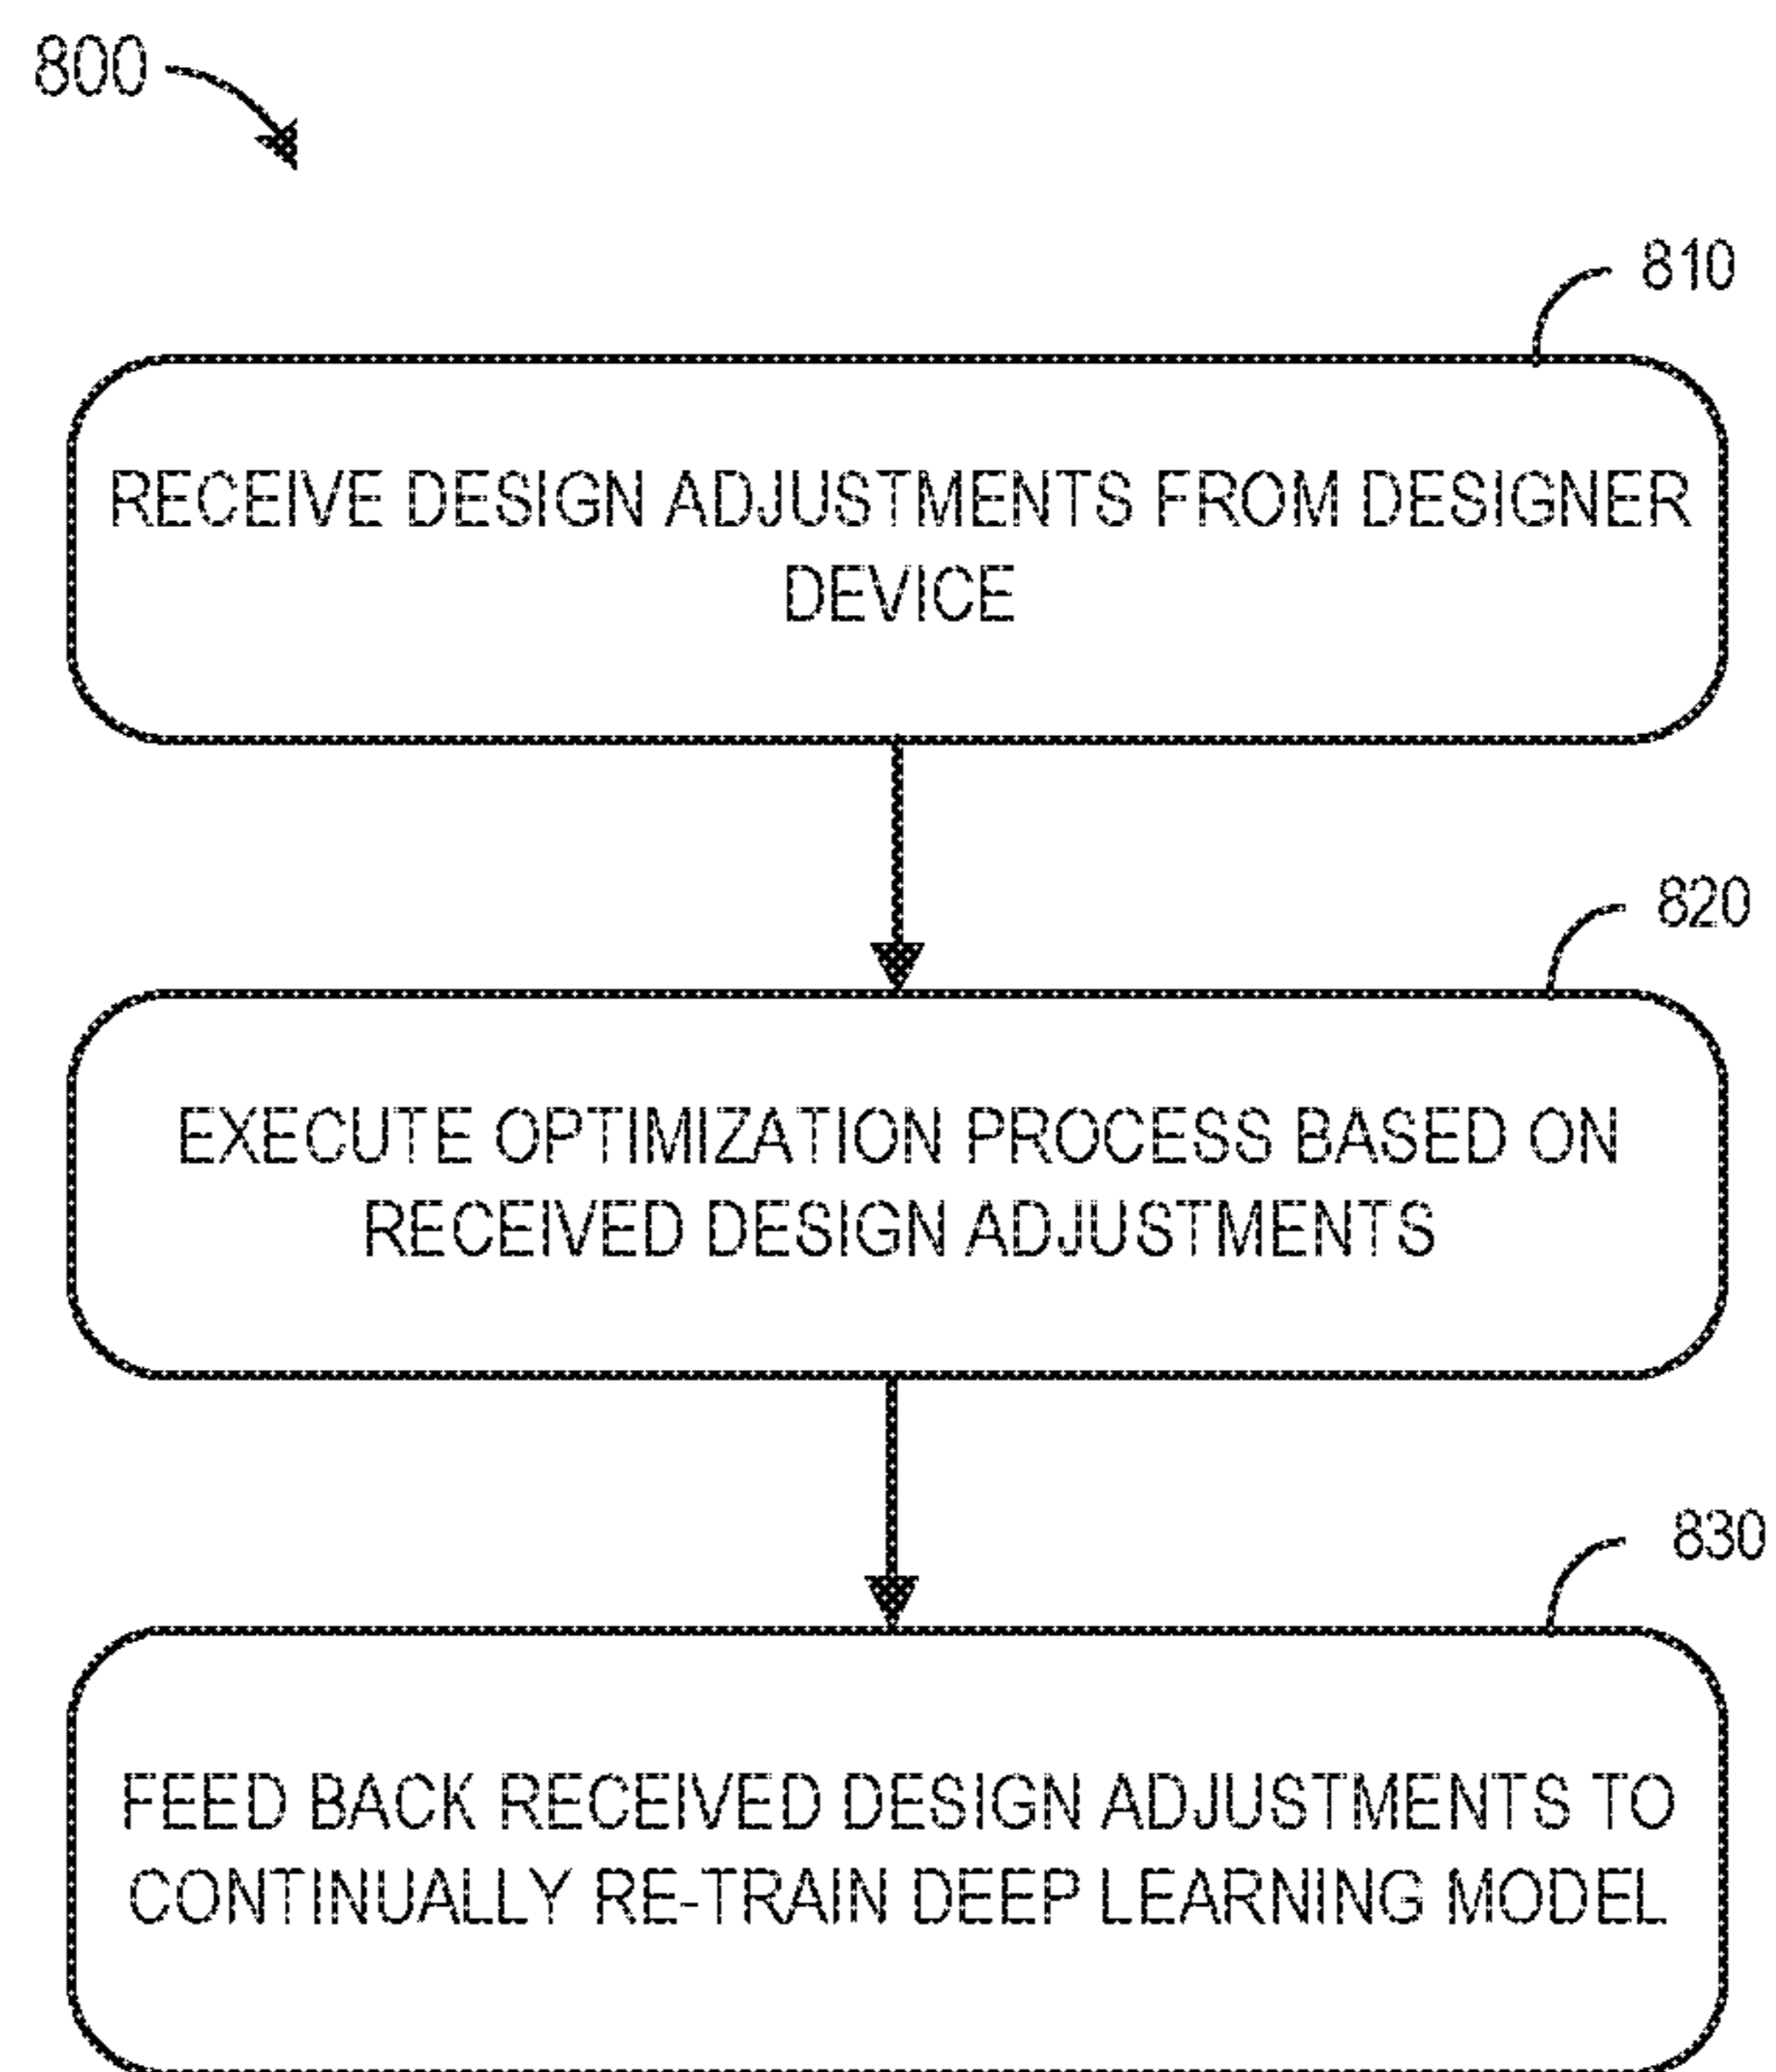 800
810
RECEIVE DESIGN ADJUSTMENTS FROM DESIGNER
DEVICE
820
EXECUTE OPTIMIZATION PROCESS BASED ON
RECEIVED DESIGN ADJUSTMENTS
830
FEED BACK RECEIVED DESIGN ADJUSTMENTS TO
CONTINUALLY RE-TRAIN DEEP LEARNING MODEL